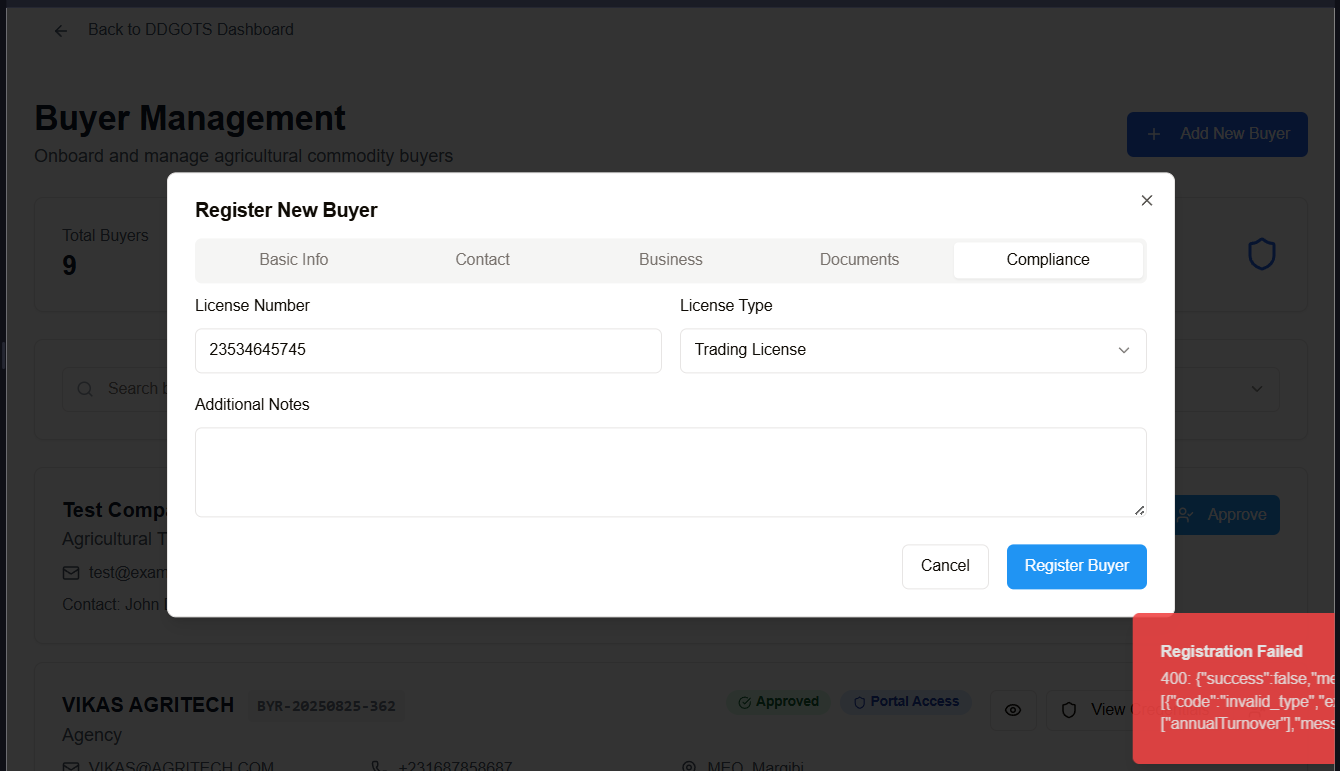 Back to DDGOTS Dashboard
Buyer Management
Onboard and manage agricultural commodity buyers
Add New Buyer
Total Buyers
9
Register New Buyer
Basic Info Contact Business Documents Compliance
License Number License Type
23534645745 Trading License
Additional Notes
Cancel Register Buyer
Search
Test
Agricultural
Approve
Contact: John
VIKAS AGRITECH BYR-20250825-362 Approved Portal Access View
Agency
VIKAS@AGRITECH.COM +231687858687 MEO, Margibi
Registration Failed
400: {"success":false,"me
[{"code":"invalid_type","e
["annualTurnover"],"mess